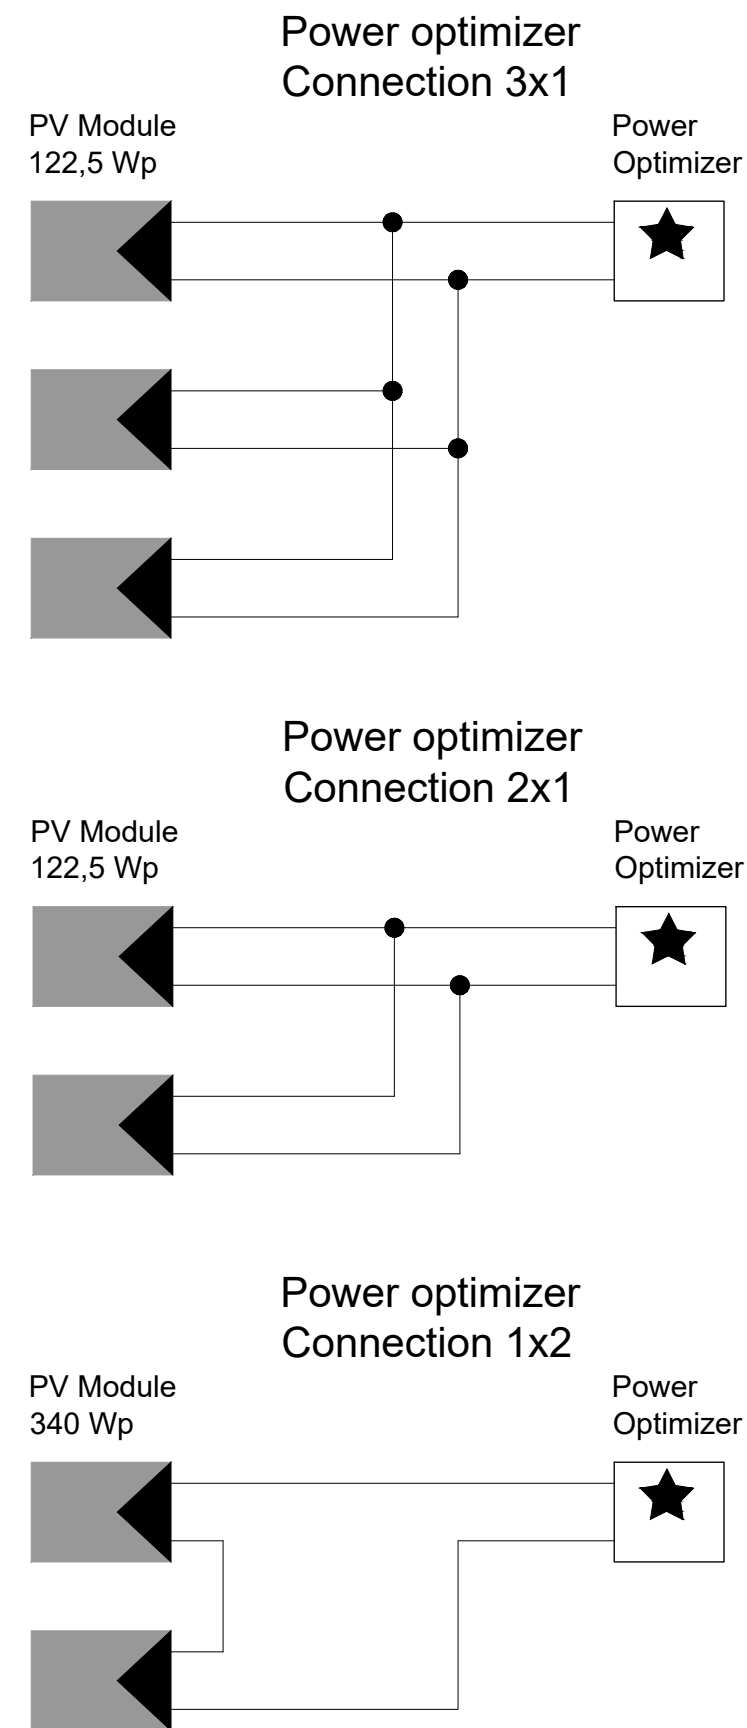 Power optimizer
Connection 3x1
PV Module
122,5 Wp
Power
Optimizer
Power optimizer
Connection 2x1
PV Module
122,5 Wp
Power
Optimizer
Power optimizer
Connection 1x2
PV Module
340 Wp
Power
Optimizer